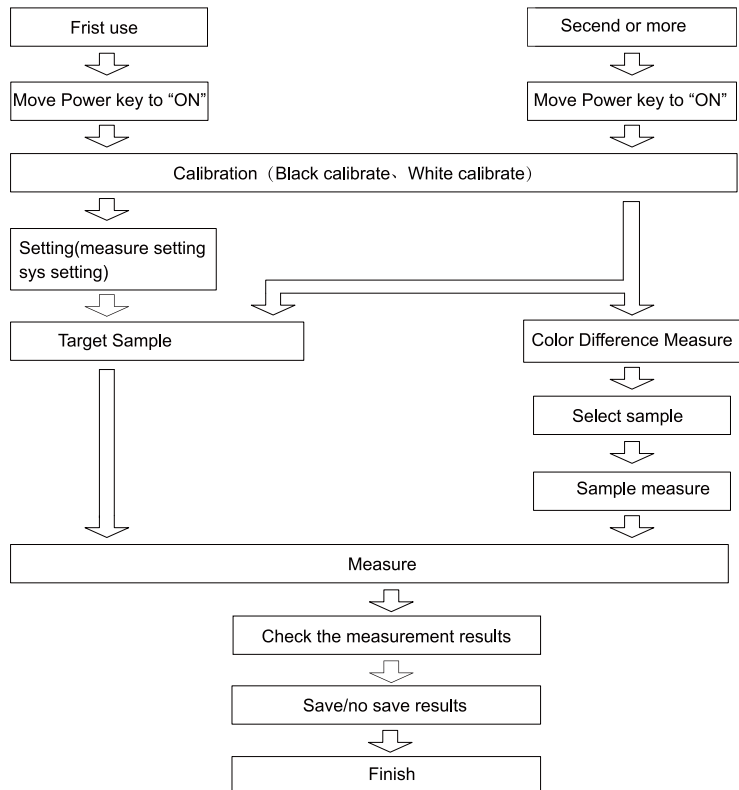 Frist use
Secend or more
Move Power key to “ON”
Move Power key to “ON”
Calibration（Black calibrate、White calibrate）
Setting(measure setting
sys setting)
Target Sample
Color Difference Measure
Select sample
Sample measure
Measure
Check the measurement results
Save/no save results
Finish